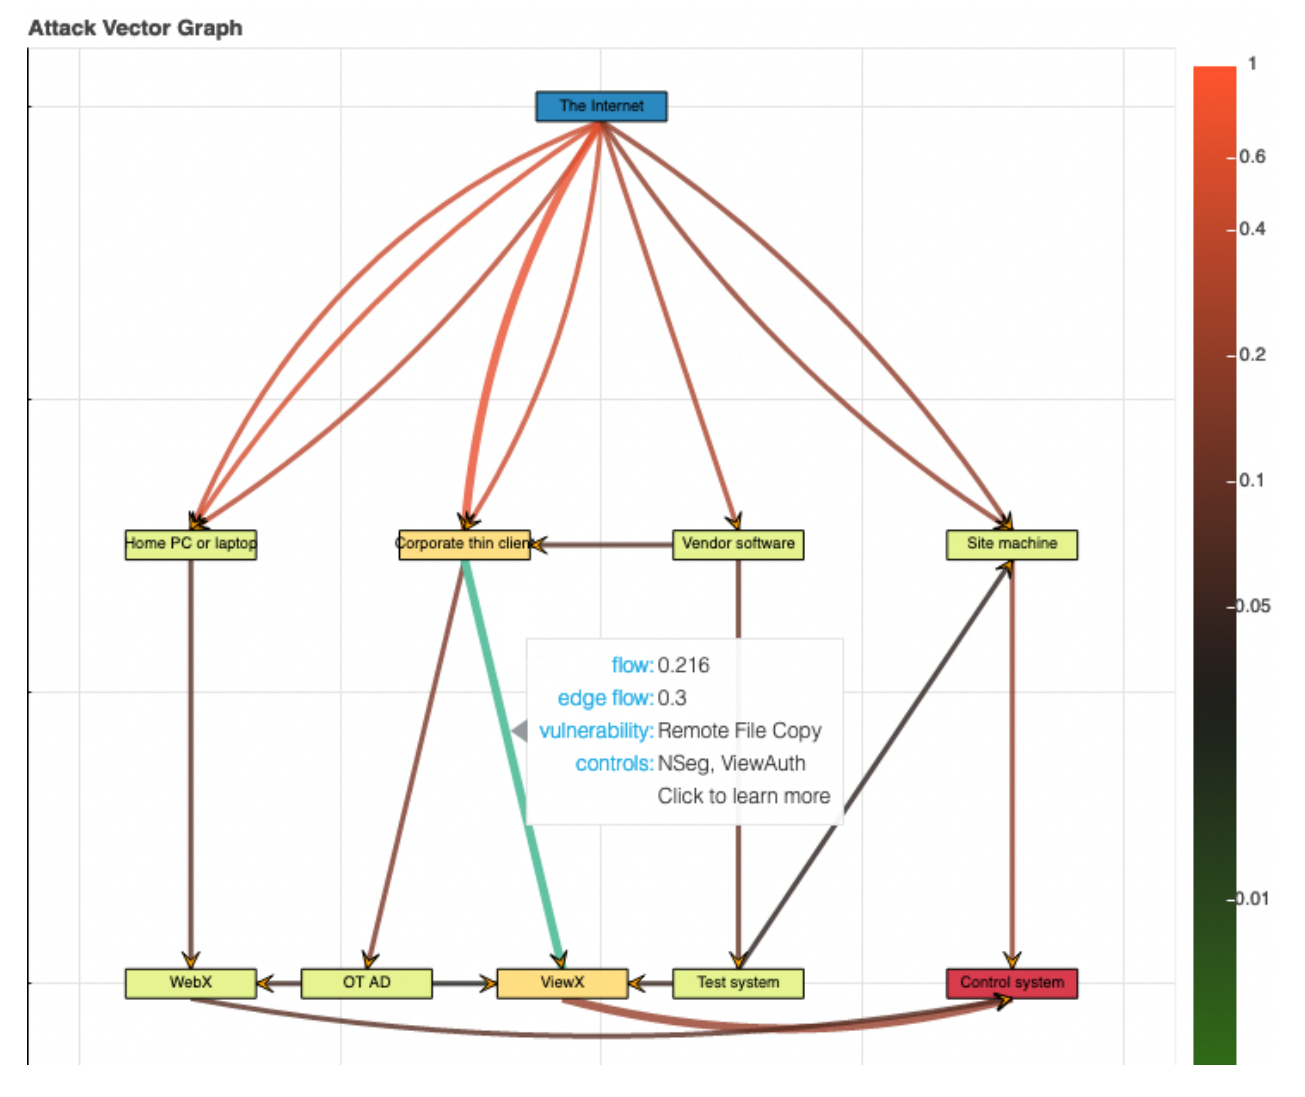 Attack Vector Graph
1
The Internet
0.6
0.4
0.2
0.1
Home PC or laptop
Corporate thin clien
Vendor software
Site machine
0.05
flow: 0.216
edge flow: 0.3
vulnerability: Remote File Copy
controls: NSeg, ViewAuth
Click to learn more
0.01
WebX
OT AD
ViewX
Test system
Control system